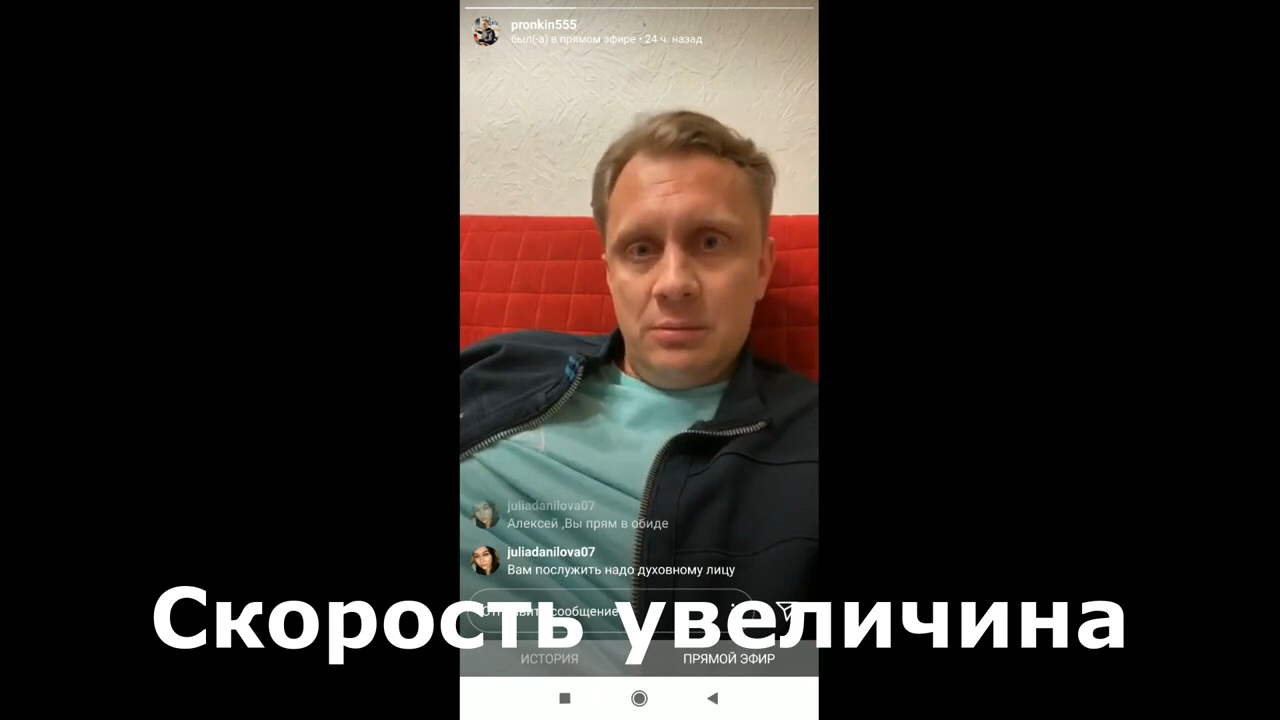 pronkin555
был(-а) в прямом эфире • 24 ч. назад
juliadanilova07
Алексей ,Вы прям в обиде
juliadanilova07
Вам послужить надо духовному лицу
сообщение
Скорость увеличина
ИСТОРИЯ
ПРЯМОЙ ЭФИР